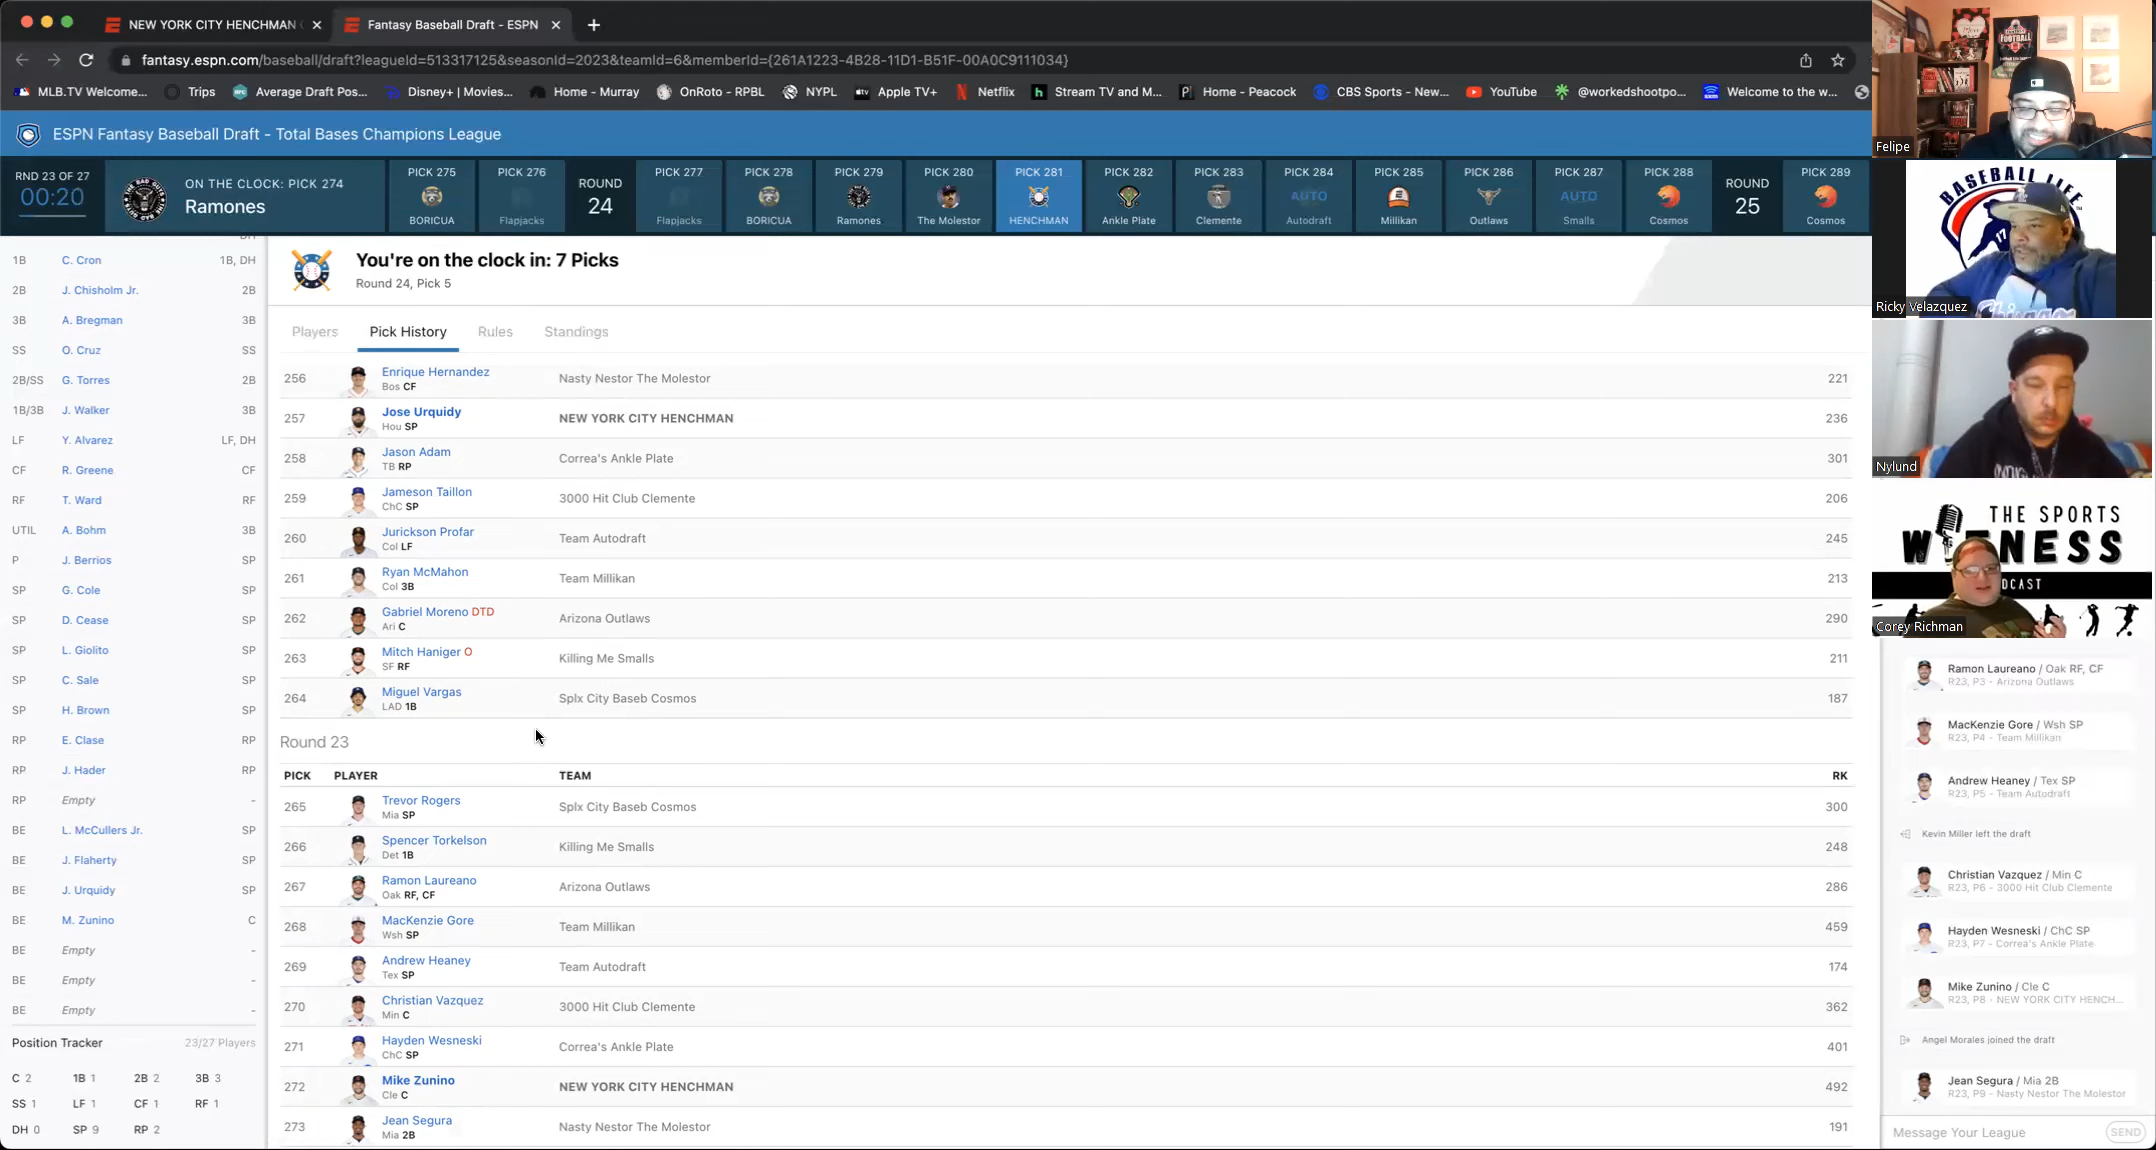 NEW YORK CITY HENCHMAN
Fantasy Baseball Draft - ESPN
fantasy.espn.com/baseball/draft?leagueId=513317125&seasonId=2023&teamId=6&memberId={261A1223-4B28-11D1-B51F-00A0C9111034}
MLB.TV Welcome...
Trips
Average Draft Pos...
Disney+ | Movies...
Home - Murray
OnRoto - RPBL
NYPL
Apple TV+
Netflix
Stream TV and M...
Home - Peacock
CBS Sports - New...
YouTube
@workedshootpo...
Welcome to the w...
ESPN Fantasy Baseball Draft - Total Bases Champions League
RND 23 OF 27
00:20
ON THE CLOCK: PICK 274
Ramones
PICK 275
BORICUA
PICK 276
Flapjacks
ROUND
24
PICK 277
Flapjacks
PICK 278
BORICUA
PICK 279
Ramones
PICK 280
The Molestor
PICK 281
HENCHMAN
PICK 282
Ankle Plate
PICK 283
Clemente
PICK 284
AUTO
Autodraft
PICK 285
Millikan
PICK 286
Outlaws
PICK 287
AUTO
Smalls
PICK 288
Cosmos
ROUND
25
PICK 289
Cosmos
1B C. Cron 1B, DH
2B J. Chisholm Jr. 2B
3B A. Bregman 3B
SS O. Cruz SS
2B/SS G. Torres 2B
1B/3B J. Walker 3B
LF Y. Alvarez LF, DH
CF R. Greene CF
RF T. Ward RF
UTIL A. Bohm 3B
P J. Berrios SP
SP G. Cole SP
SP D. Cease SP
SP L. Giolito SP
SP C. Sale SP
SP H. Brown SP
RP E. Clase RP
RP J. Hader RP
RP Empty -
BE L. McCullers Jr. SP
BE J. Flaherty SP
BE J. Urquidy SP
BE M. Zunino C
BE Empty -
BE Empty -
BE Empty -
Position Tracker 23/27 Players
C 2 1B 1 2B 2 3B 3
SS 1 LF 1 CF 1 RF 1
DH 0 SP 9 RP 2
You're on the clock in: 7 Picks
Round 24, Pick 5
Players Pick History Rules Standings
256 Enrique Hernandez Bos CF Nasty Nestor The Molestor 221
257 Jose Urquidy Hou SP NEW YORK CITY HENCHMAN 236
258 Jason Adam TB RP Correa's Ankle Plate 301
259 Jameson Taillon ChC SP 3000 Hit Club Clemente 206
260 Jurickson Profar Col LF Team Autodraft 245
261 Ryan McMahon Col 3B Team Millikan 213
262 Gabriel Moreno DTD Ari C Arizona Outlaws 290
263 Mitch Haniger O SF RF Killing Me Smalls 211
264 Miguel Vargas LAD 1B Splx City Baseb Cosmos 187
Round 23
PICK PLAYER TEAM RK
265 Trevor Rogers Mia SP Splx City Baseb Cosmos 300
266 Spencer Torkelson Det 1B Killing Me Smalls 248
267 Ramon Laureano Oak RF, CF Arizona Outlaws 286
268 MacKenzie Gore Wsh SP Team Millikan 459
269 Andrew Heaney Tex SP Team Autodraft 174
270 Christian Vazquez Min C 3000 Hit Club Clemente 362
271 Hayden Wesneski ChC SP Correa's Ankle Plate 401
272 Mike Zunino Cle C NEW YORK CITY HENCHMAN 492
273 Jean Segura Mia 2B Nasty Nestor The Molestor 191
Felipe
BASEBALL LIFE
17
Ricky Velazquez
Nylund
THE SPORTS
Corey Richman
Ramon Laureano / Oak RF, CF
R23, P3 - Arizona Outlaws
MacKenzie Gore / Wsh SP
R23, P4 - Team Millikan
Andrew Heaney / Tex SP
R23, P5 - Team Autodraft
Kevin Miller left the draft
Christian Vazquez / Min C
R23, P6 - 3000 Hit Club Clemente
Hayden Wesneski / ChC SP
R23, P7 - Correa's Ankle Plate
Mike Zunino / Cle C
R23, P8 - NEW YORK CITY HENCH...
Angel Morales joined the draft
Jean Segura / Mia 2B
R23, P9 - Nasty Nestor The Molestor
Message Your League
SEND